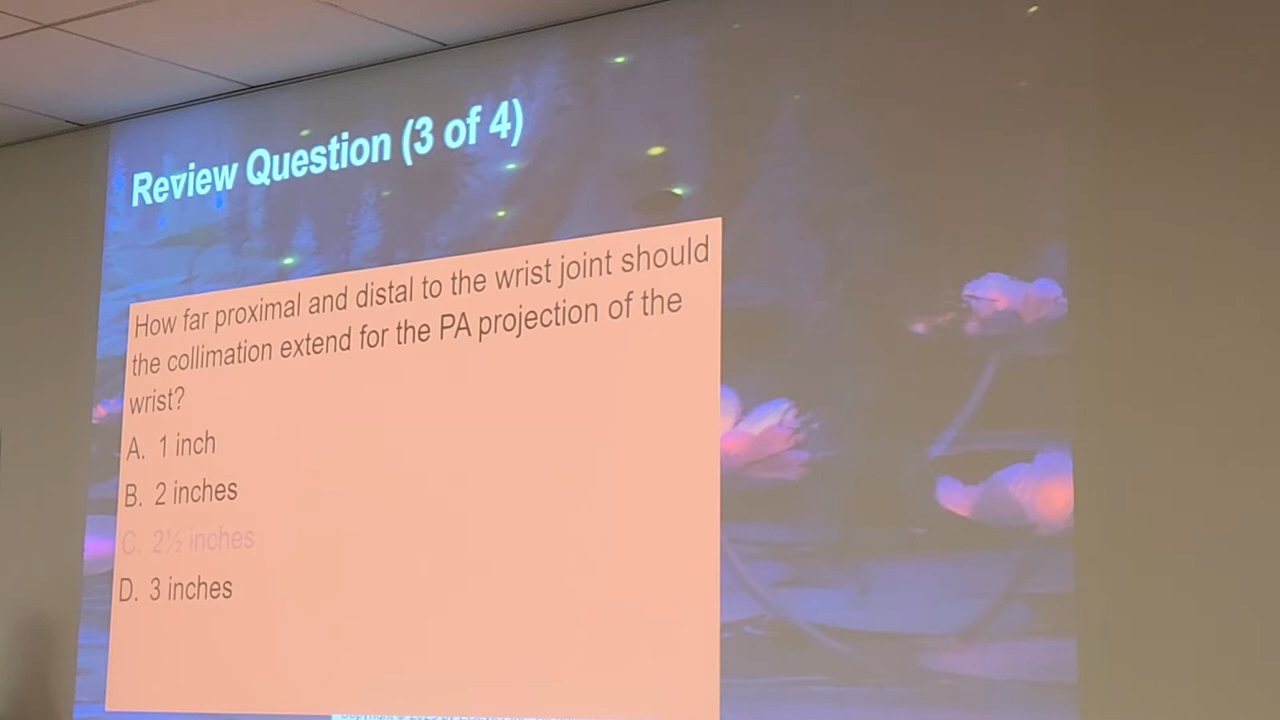 Review Question (3 of 4)
How far proximal and distal to the wrist joint should
the collimation extend for the PA projection of the
wrist?
A. 1 inch
B. 2 inches
C. 2½ inches
D. 3 inches